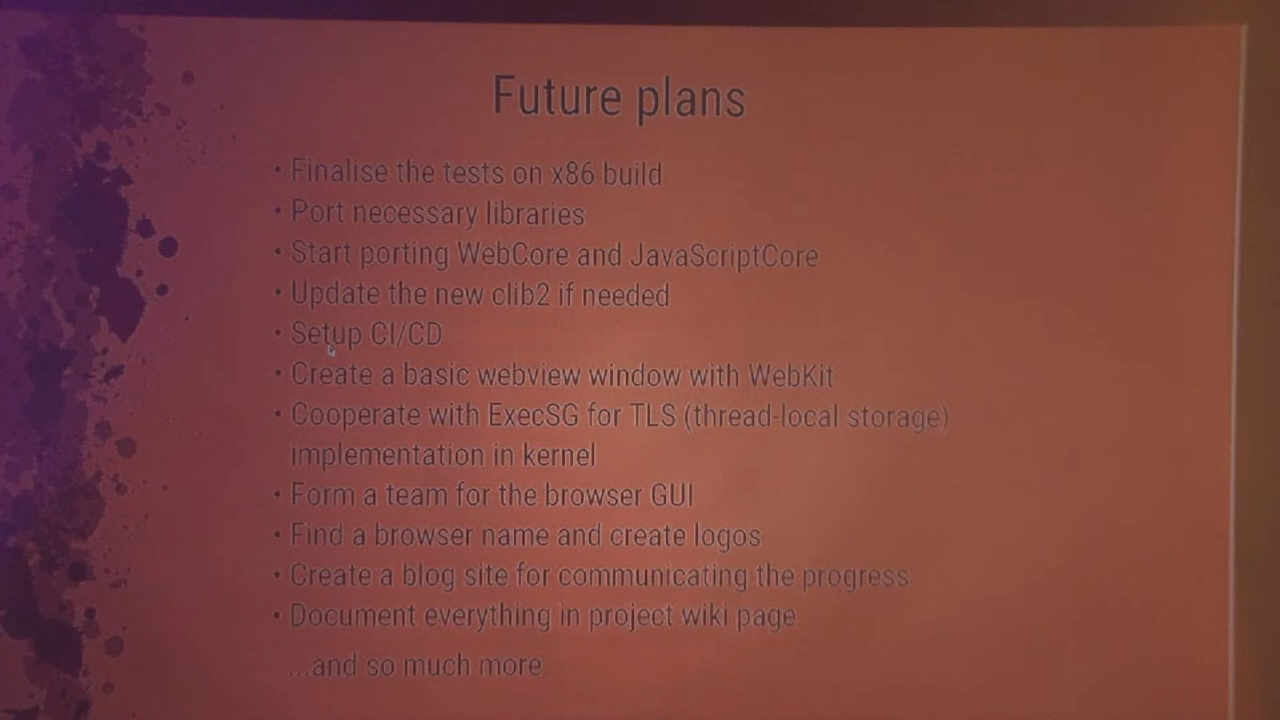 Future plans
• Finalise the tests on x86 build
• Port necessary libraries
• Start porting WebCore and JavaScriptCore
• Update the new clib2 if needed
• Setup CI/CD
• Create a basic webview window with WebKit
• Cooperate with ExecSG for TLS (thread-local storage)
implementation in kernel
• Form a team for the browser GUI
• Find a browser name and create logos
• Create a blog site for communicating the progress
• Document everything in project wiki page
...and so much more